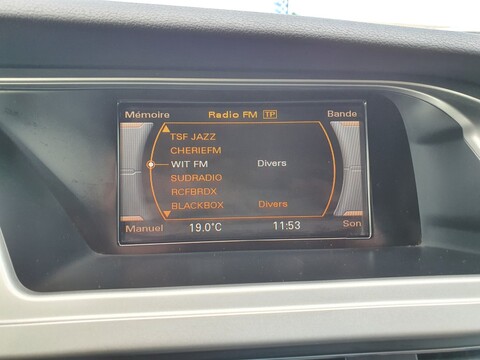 Mémoire Radio FM TP Bande
TSF JAZZ
CHERIEFM
WIT FM Divers
SUDRADIO
RCFBRDX
BLACKBOX Divers
Manuel 19.0°C 11:53 Son